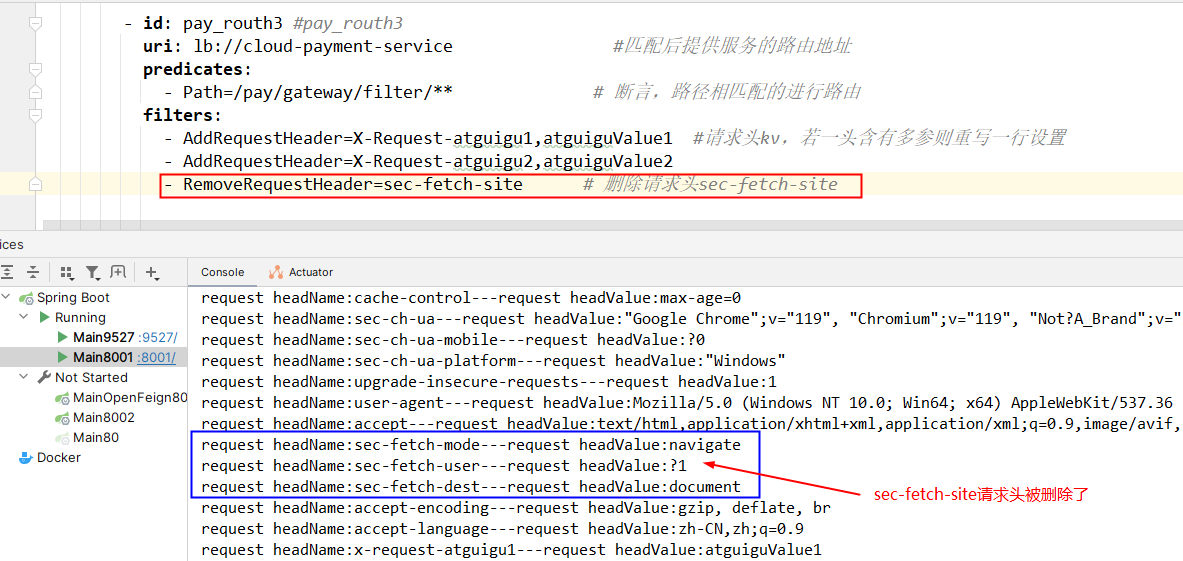 - id: pay_routh3 #pay_routh3
uri: lb://cloud-payment-service #匹配后提供服务的路由地址
predicates:
- Path=/pay/gateway/filter/** # 断言，路径相匹配的进行路由
filters:
- AddRequestHeader=X-Request-atguigu1,atguiguValue1 #请求头kv，若一头含有多参则重写一行设置
- AddRequestHeader=X-Request-atguigu2,atguiguValue2
- RemoveRequestHeader=sec-fetch-site # 删除请求头sec-fetch-site
ices
Console Actuator
Spring Boot
Running
Main9527 :9527/
Main8001 :8001/
Not Started
MainOpenFeign80
Main8002
Main80
Docker
request headName:cache-control---request headValue:max-age=0
request headName:sec-ch-ua---request headValue:"Google Chrome";v="119", "Chromium";v="119", "Not?A_Brand";v="
request headName:sec-ch-ua-mobile---request headValue:?0
request headName:sec-ch-ua-platform---request headValue:"Windows"
request headName:upgrade-insecure-requests---request headValue:1
request headName:user-agent---request headValue:Mozilla/5.0 (Windows NT 10.0; Win64; x64) AppleWebKit/537.36
request headName:accept---request headValue:text/html,application/xhtml+xml,application/xml;q=0.9,image/avif,
request headName:sec-fetch-mode---request headValue:navigate
request headName:sec-fetch-user---request headValue:?1
request headName:sec-fetch-dest---request headValue:document
sec-fetch-site请求头被删除了
request headName:accept-encoding---request headValue:gzip, deflate, br
request headName:accept-language---request headValue:zh-CN,zh;q=0.9
request headName:x-request-atguigu1---request headValue:atguiguValue1